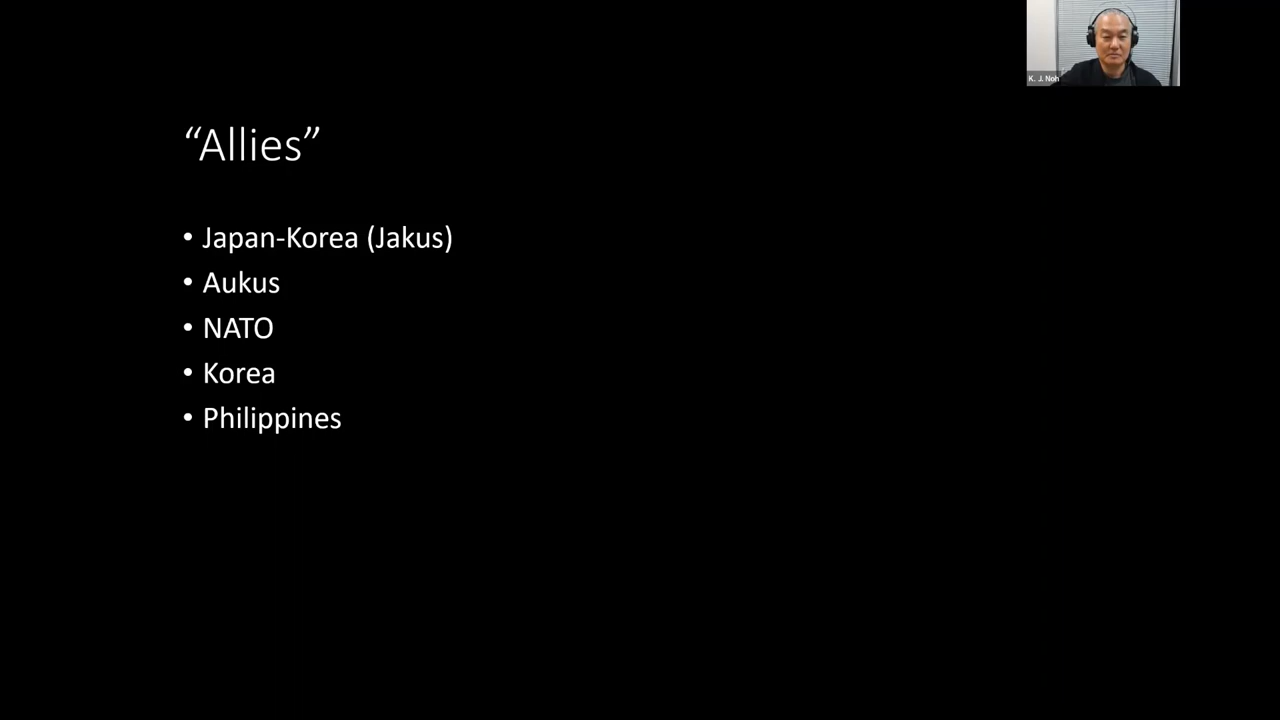 K. J. Noh
“Allies”
• Japan-Korea (Jakus)
• Aukus
• NATO
• Korea
• Philippines